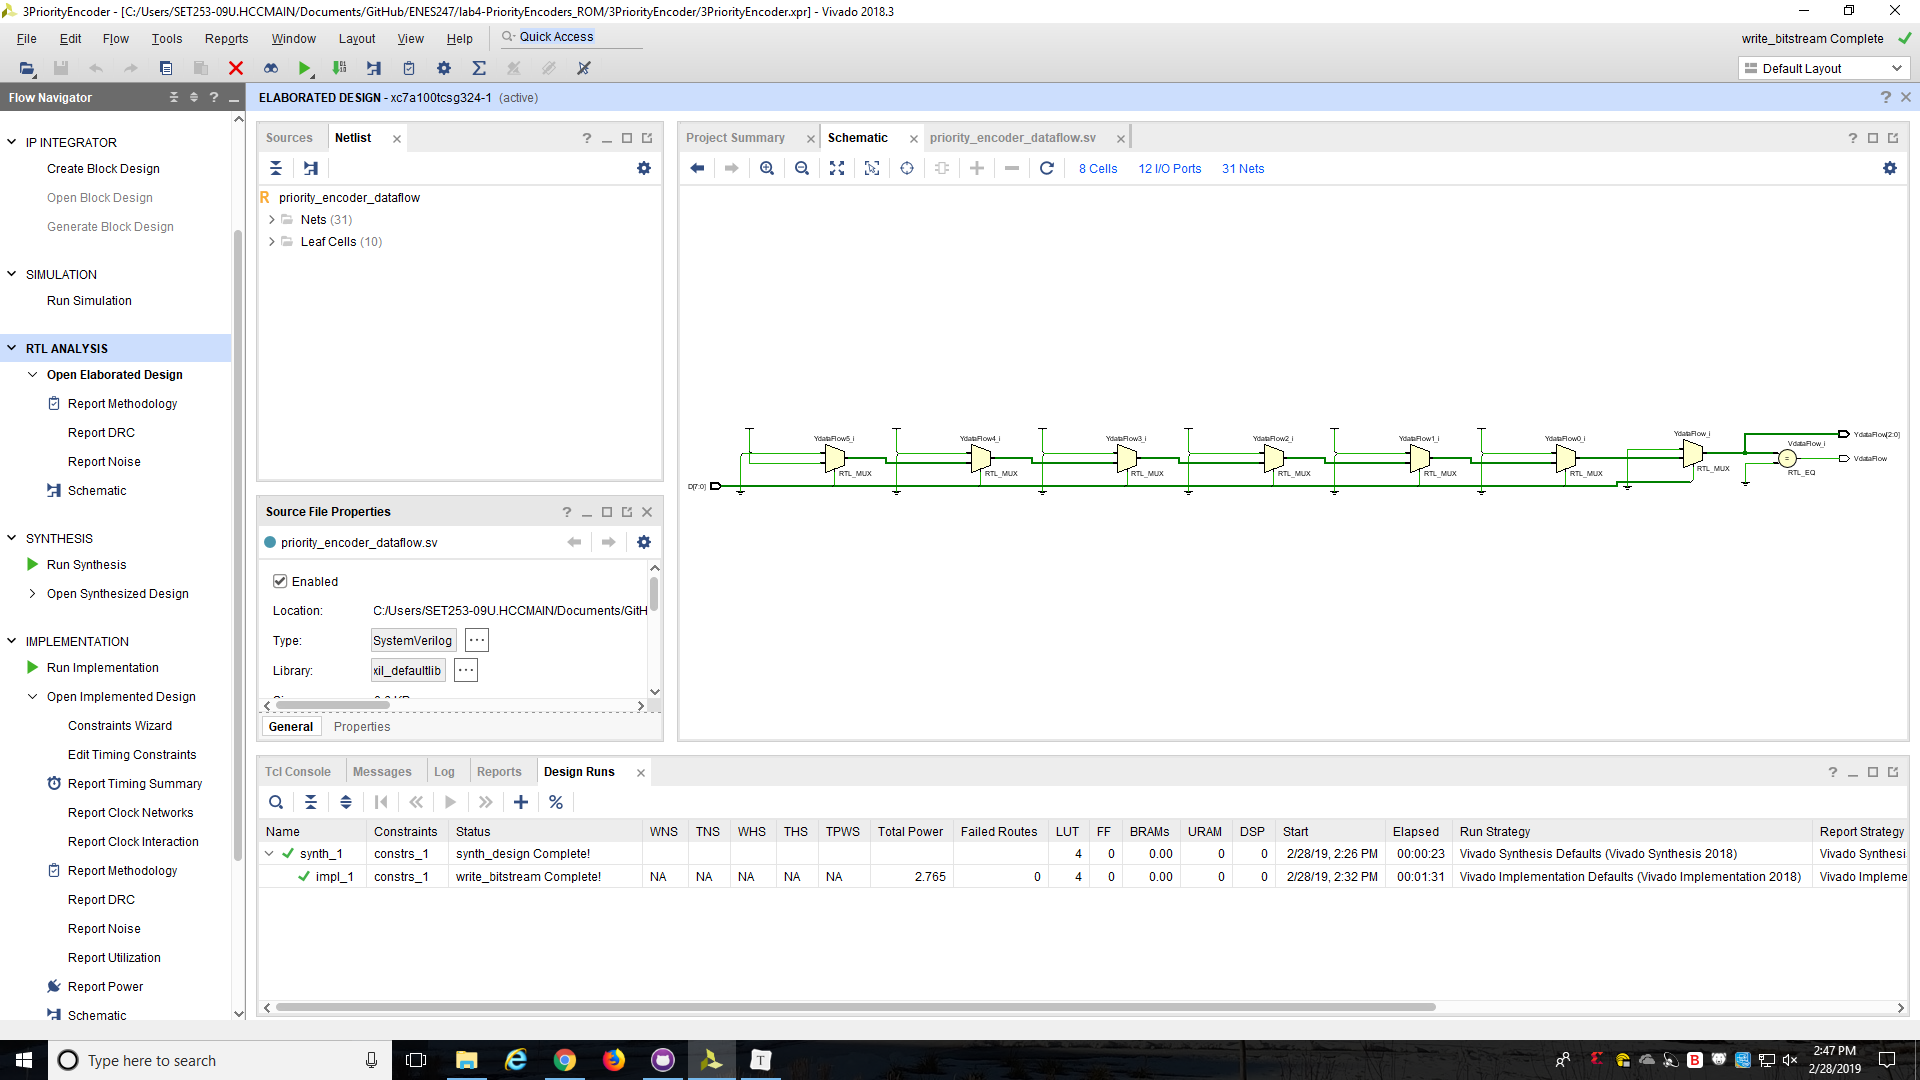 3PriorityEncoder - [C:/Users/SET253-09U.HCCMAIN/Documents/GitHub/ENES247/lab4-PriorityEncoders_ROM/3PriorityEncoder/3PriorityEncoder.xpr] - Vivado 2018.3
File Edit Flow Tools Reports Window Layout View Help Quick Access
write_bitstream Complete
Default Layout
Flow Navigator
ELABORATED DESIGN - xc7a100tcsg324-1 (active)
IP INTEGRATOR
Create Block Design
Open Block Design
Generate Block Design
SIMULATION
Run Simulation
RTL ANALYSIS
Open Elaborated Design
Report Methodology
Report DRC
Report Noise
Schematic
SYNTHESIS
Run Synthesis
Open Synthesized Design
IMPLEMENTATION
Run Implementation
Open Implemented Design
Constraints Wizard
Edit Timing Constraints
Report Timing Summary
Report Clock Networks
Report Clock Interaction
Report Methodology
Report DRC
Report Noise
Report Utilization
Report Power
Schematic
Sources Netlist
priority_encoder_dataflow
Nets (31)
Leaf Cells (10)
Source File Properties
priority_encoder_dataflow.sv
Enabled
Location: C:/Users/SET253-09U.HCCMAIN/Documents/GitH
Type: SystemVerilog ...
Library: xil_defaultlib ...
General Properties
Project Summary Schematic priority_encoder_dataflow.sv
8 Cells 12 I/O Ports 31 Nets
YdataFlow5_i YdataFlow4_i YdataFlow3_i YdataFlow2_i YdataFlow1_i YdataFlow0_i YdataFlow_i YdataFlow[2:0]
VdataFlow_i
VdataFlow
=
RTL_MUX RTL_MUX RTL_MUX RTL_MUX RTL_MUX RTL_MUX RTL_MUX RTL_EQ
D[7:0]
Tcl Console Messages Log Reports Design Runs
Name Constraints Status WNS TNS WHS THS TPWS Total Power Failed Routes LUT FF BRAMs URAM DSP Start Elapsed Run Strategy Report Strategy
synth_1 constrs_1 synth_design Complete! 4 0 0.00 0 0 2/28/19, 2:26 PM 00:00:23 Vivado Synthesis Defaults (Vivado Synthesis 2018) Vivado Synthesi
impl_1 constrs_1 write_bitstream Complete! NA NA NA NA NA 2.765 0 4 0 0.00 0 0 2/28/19, 2:32 PM 00:01:31 Vivado Implementation Defaults (Vivado Implementation 2018) Vivado Impleme
Type here to search
2:47 PM
2/28/2019